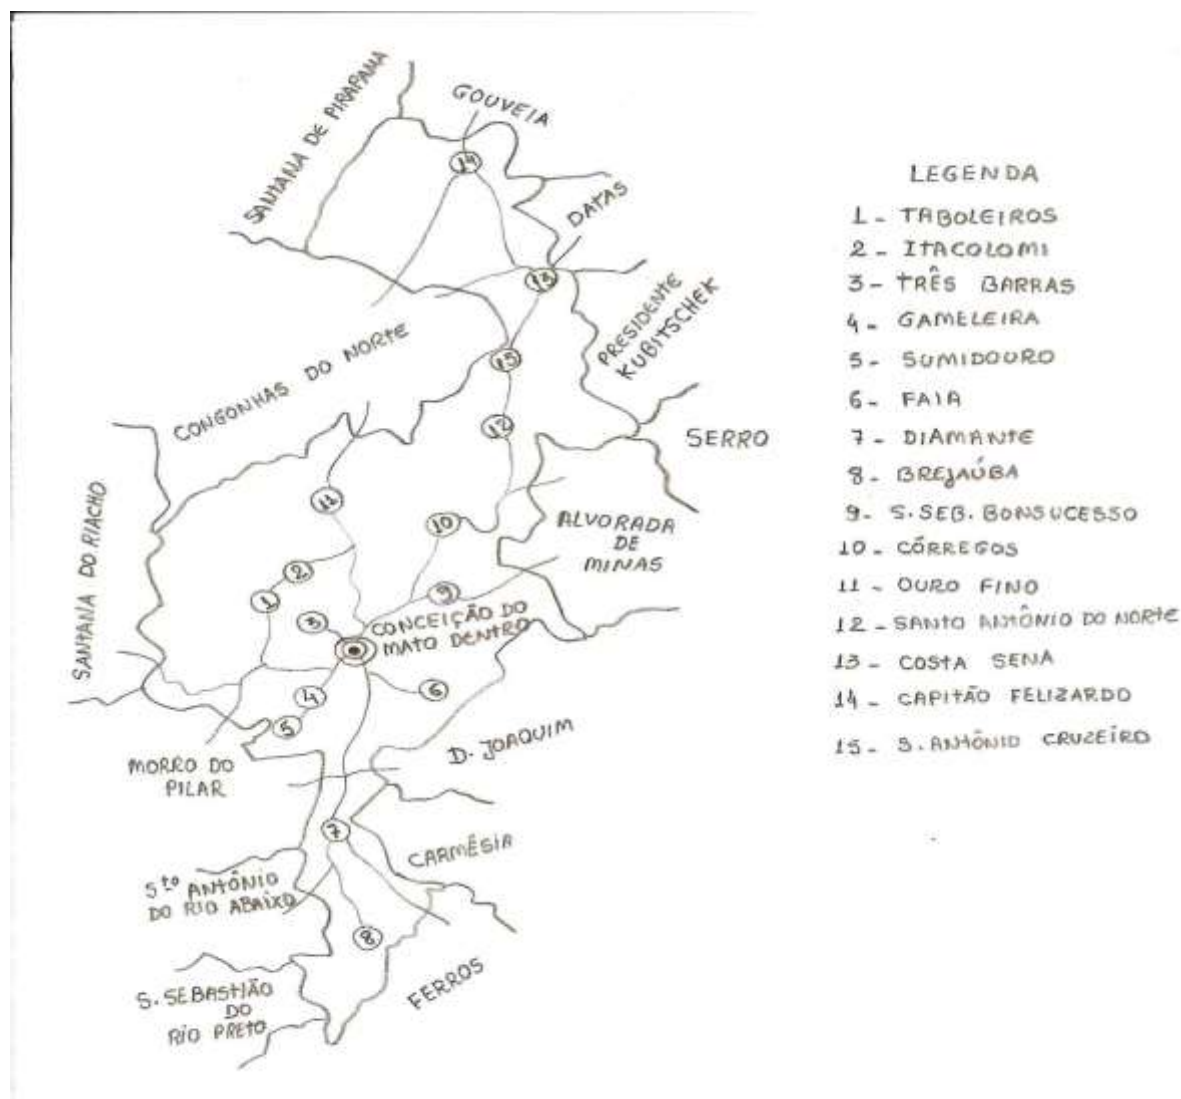 SANTANA DE PIRAPANA
GOUVEIA
14
DATAS
13
PRESIDENTE
KUBITSCHEK
CONGONHAS DO NORTE
15
12
SERRO
SANTANA DO RIACHO
11
10
ALVORADA
DE
MINAS
2
1
9
3
CONCEIÇÃO DO
MATO DENTRO
4
6
5
MORRO DO
PILAR
D. JOAQUIM
7
CARMÉSIA
Sto ANTÔNIO
DO RIO ABAIXO
8
FERROS
S. SEBASTIÃO
DO
RIO PRETO
LEGENDA
1 - TABOLEIROS
2 - ITACOLOMI
3 - TRÊS BARRAS
4 - GAMELEIRA
5 - SUMIDOURO
6 - FAIA
7 - DIAMANTE
8 - BREJAÚBA
9 - S. SEB. BONSUCESSO
10 - CÓRREGOS
11 - OURO FINO
12 - SANTO ANTÔNIO DO NORTE
13 - COSTA SENA
14 - CAPITÃO FELIZARDO
15 - S. ANTÔNIO CRUZEIRO